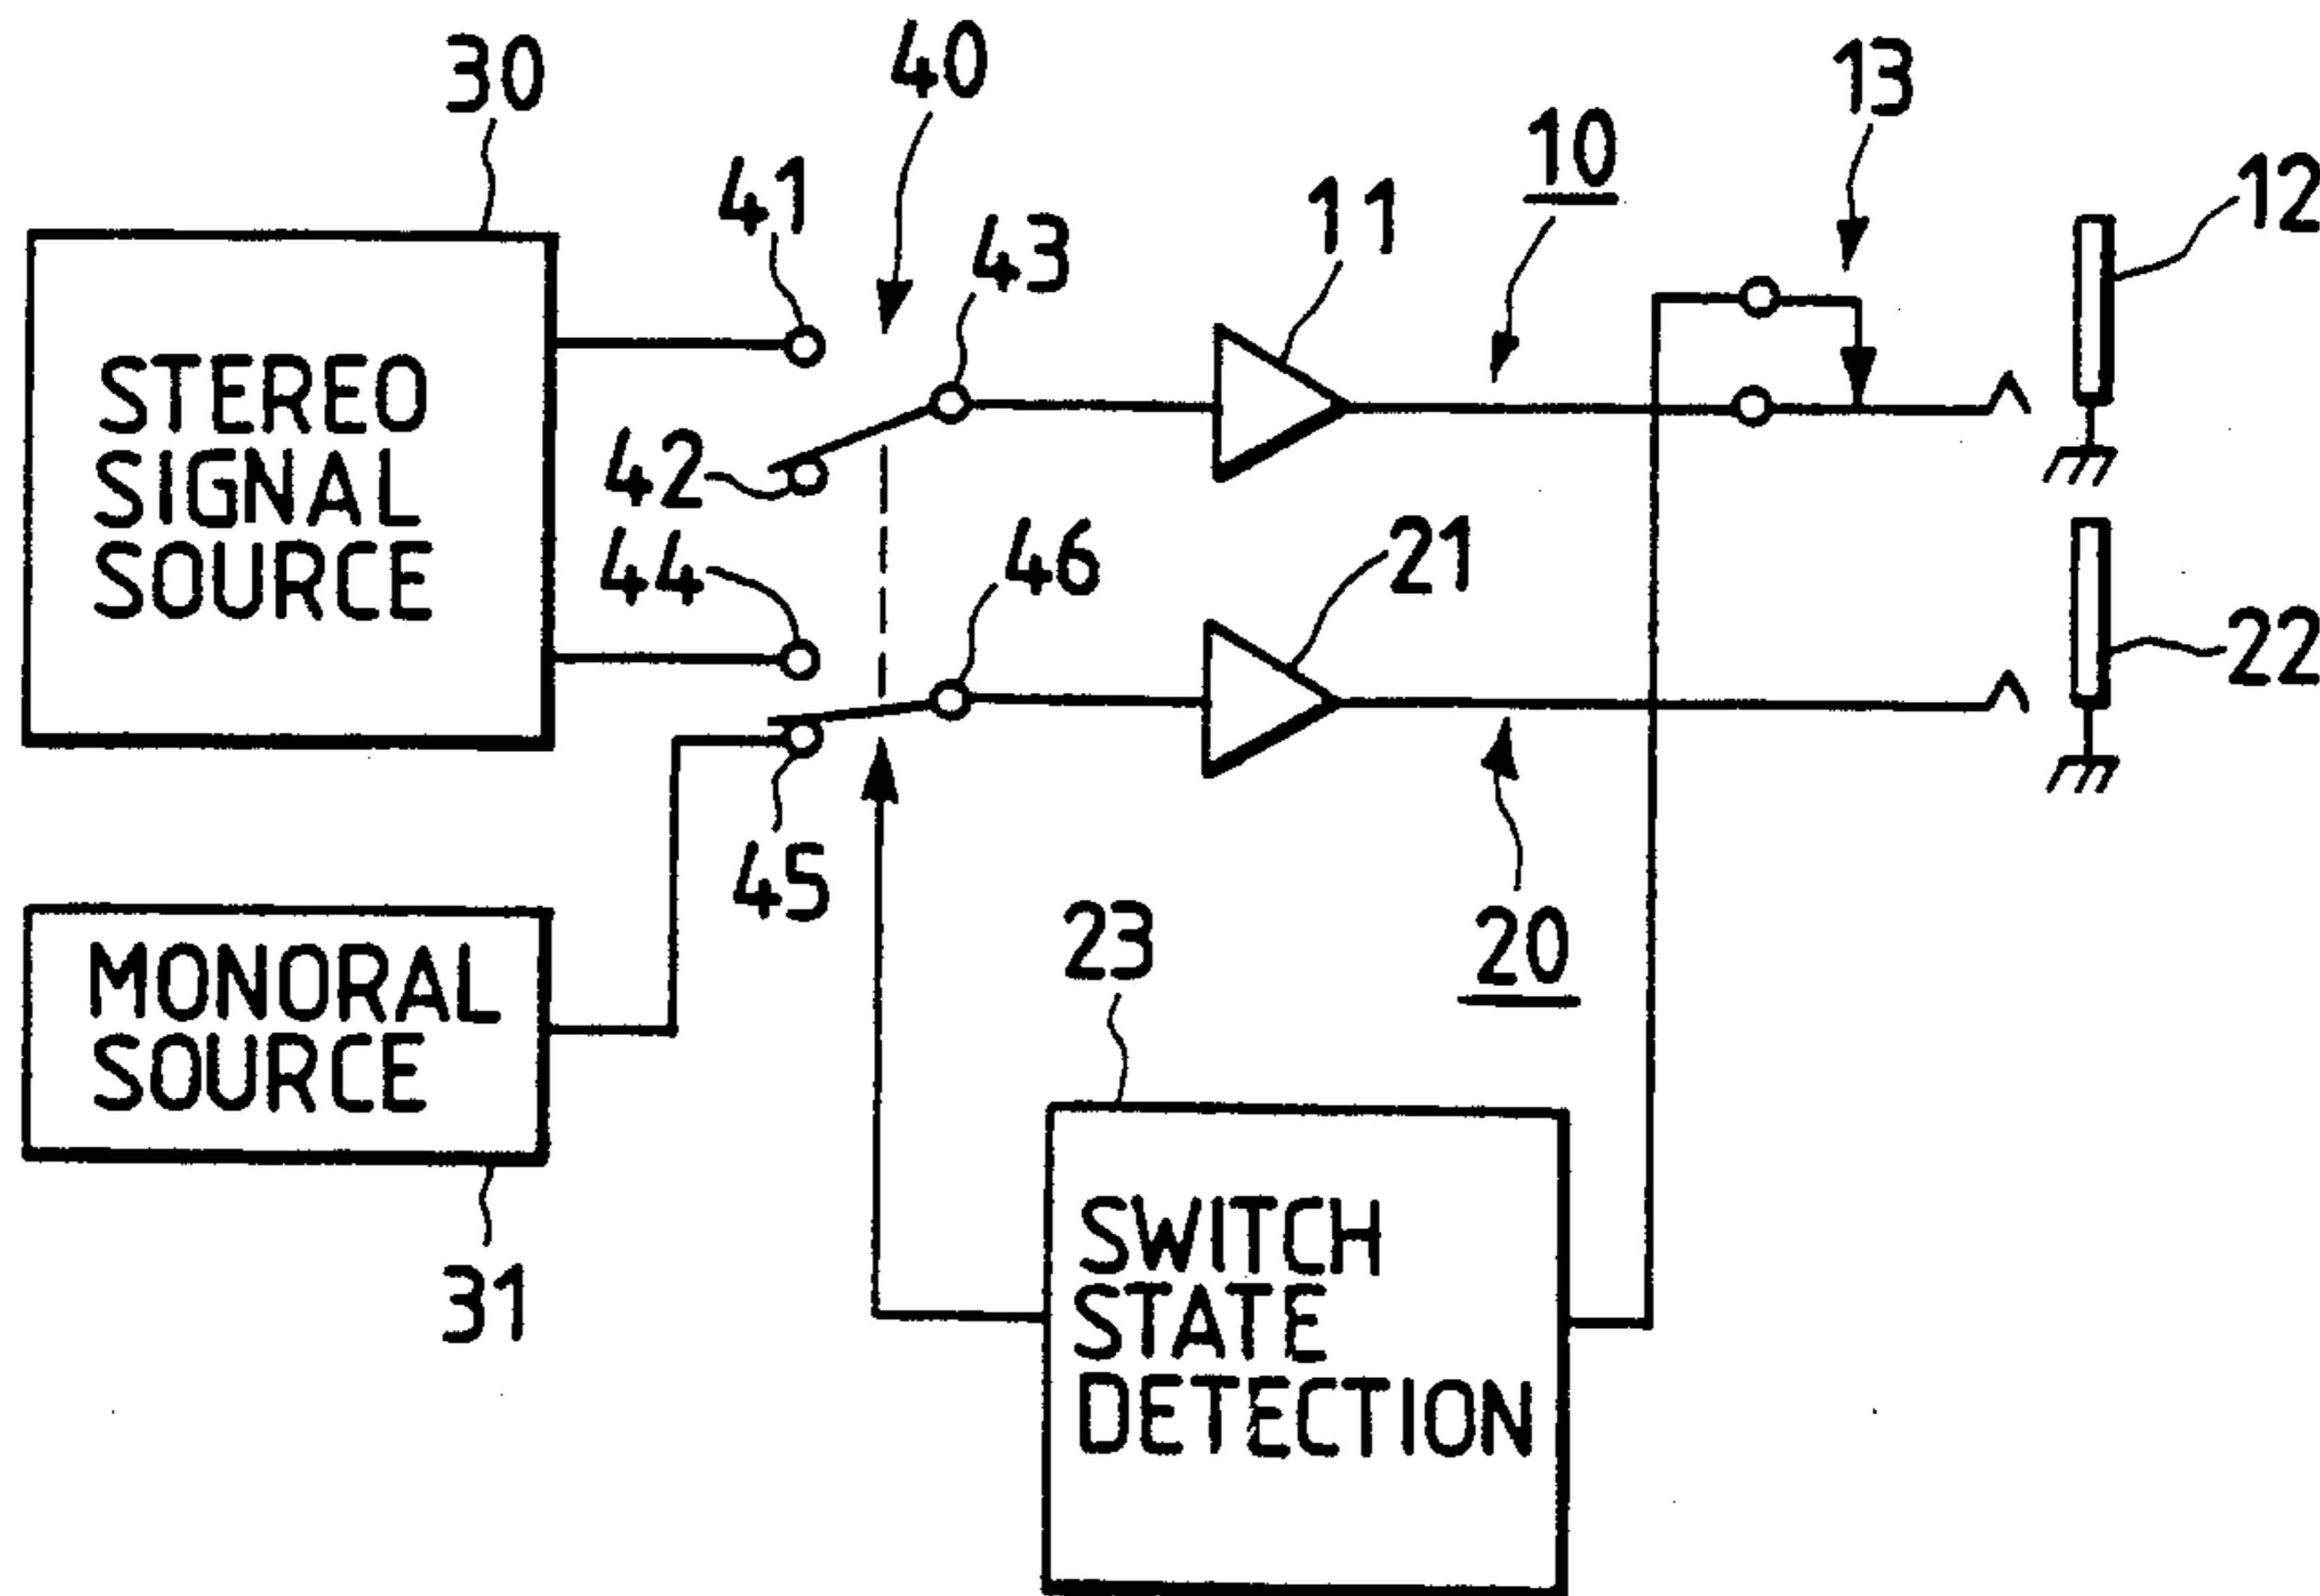 30
40
13
10
12
41
11
43
STEREO
SIGNAL
SOURCE
42
44
46
21
22
45
MONORAL
SOURCE
23
20
31
SWITCH
STATE
DETECTION